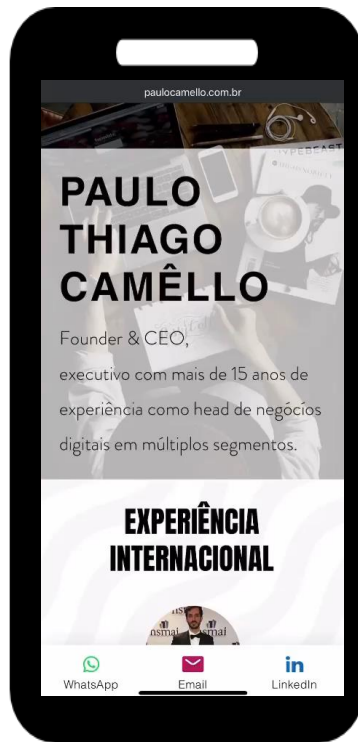 paulocamello.com.br
HYPEBEAST
PAULO
THIAGO
CAMÊLLO
Founder & CEO,
executivo com mais de 15 anos de
experiência como head de negócios
digitais em múltiplos segmentos.
EXPERIÊNCIA
INTERNACIONAL
WhatsApp
Email
LinkedIn